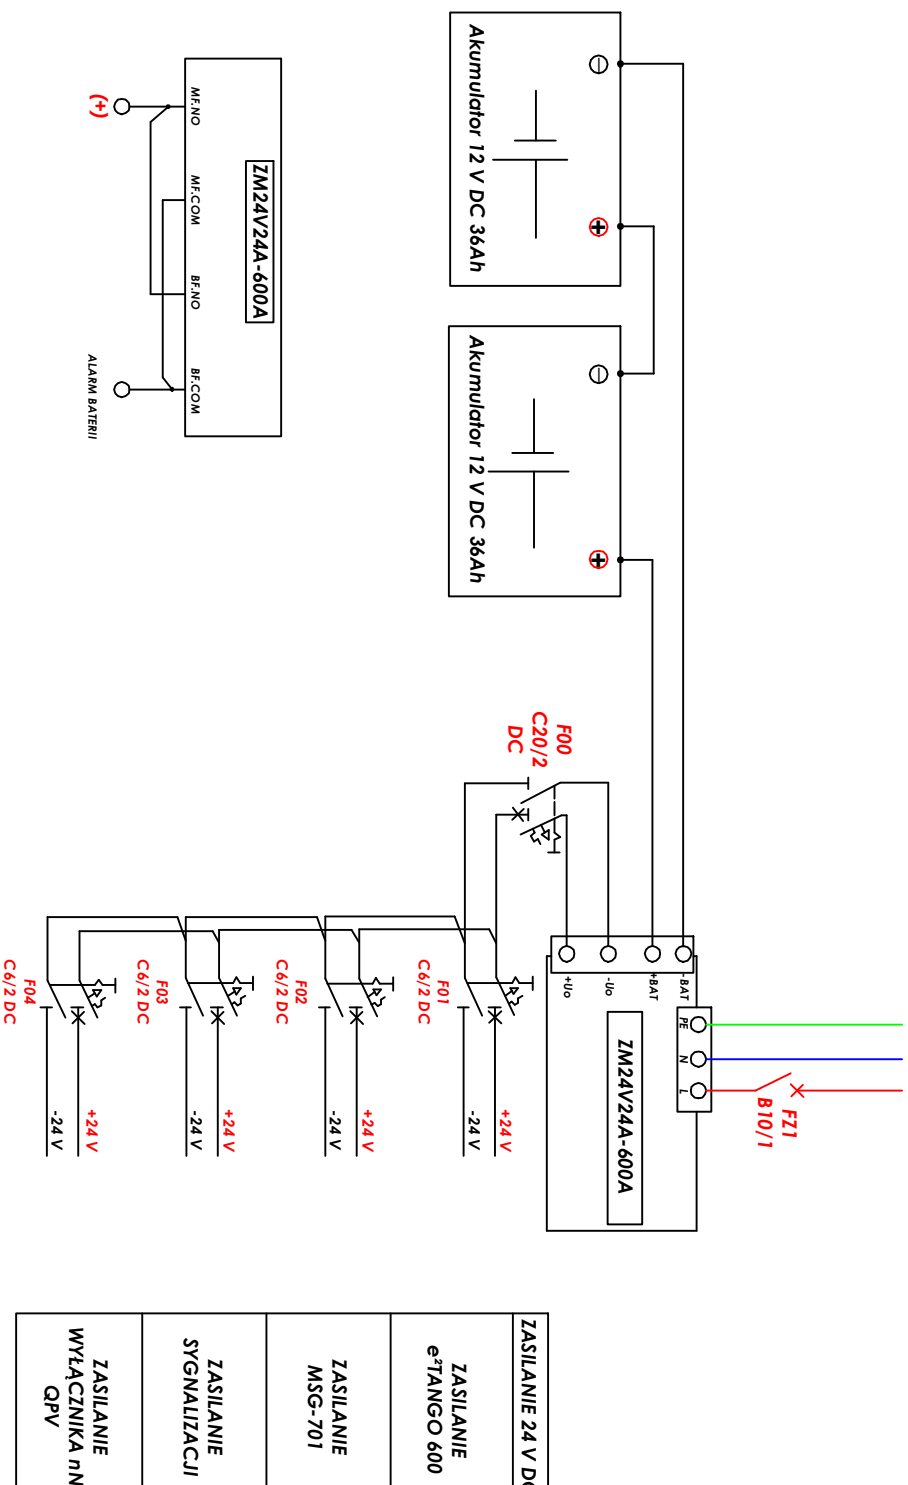 Akumulator 12 V DC 36Ah
Akumulator 12 V DC 36Ah
ZM24V24A-600A
MF.NO
MF.COM
BF.NO
BF.COM
(+)
ALARM BATERII
F00
C20/2
DC
-BAT
+BAT
-Uo
+Uo
PE
N
L
ZM24V24A-600A
FZ1
B10/1
F01
C6/2 DC
F02
C6/2 DC
F03
C6/2 DC
F04
C6/2 DC
+24 V
-24 V
+24 V
-24 V
+24 V
-24 V
+24 V
-24 V
ZASILANIE 24 V DC
ZASILANIE
e²TANGO 600
ZASILANIE
MSG-701
ZASILANIE
SYGNALIZACJI
ZASILANIE
WYŁĄCZNIKA nN
QPV